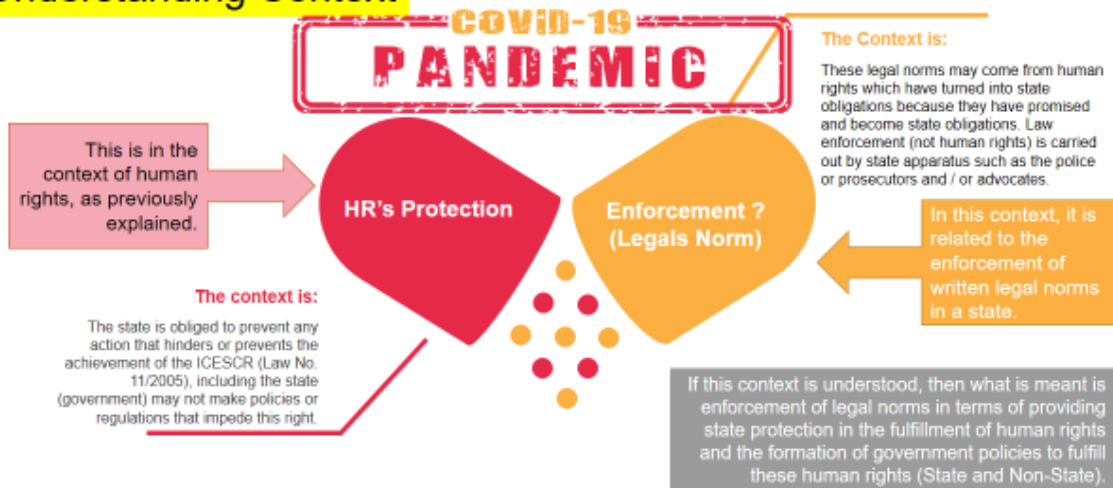 Understanding Context
COVID-19
PANDEMIC
This is in the
context of human
rights, as previously
explained.
HR's Protection
The context is:
The state is obliged to prevent any
action that hinders or prevents the
achievement of the ICESCR (Law No.
11/2005), including the state
(government) may not make policies or
regulations that impede this right.
Enforcement ?
(Legals Norm)
The Context is:
These legal norms may come from human
rights which have turned into state
obligations because they have promised
and become state obligations. Law
enforcement (not human rights) is carried
out by state apparatus such as the police
or prosecutors and / or advocates.
In this context, it is
related to the
enforcement of
written legal norms
in a state.
If this context is understood, then what is meant is
enforcement of legal norms in terms of providing
state protection in the fulfillment of human rights
and the formation of government policies to fulfill
these human rights (State and Non-State).